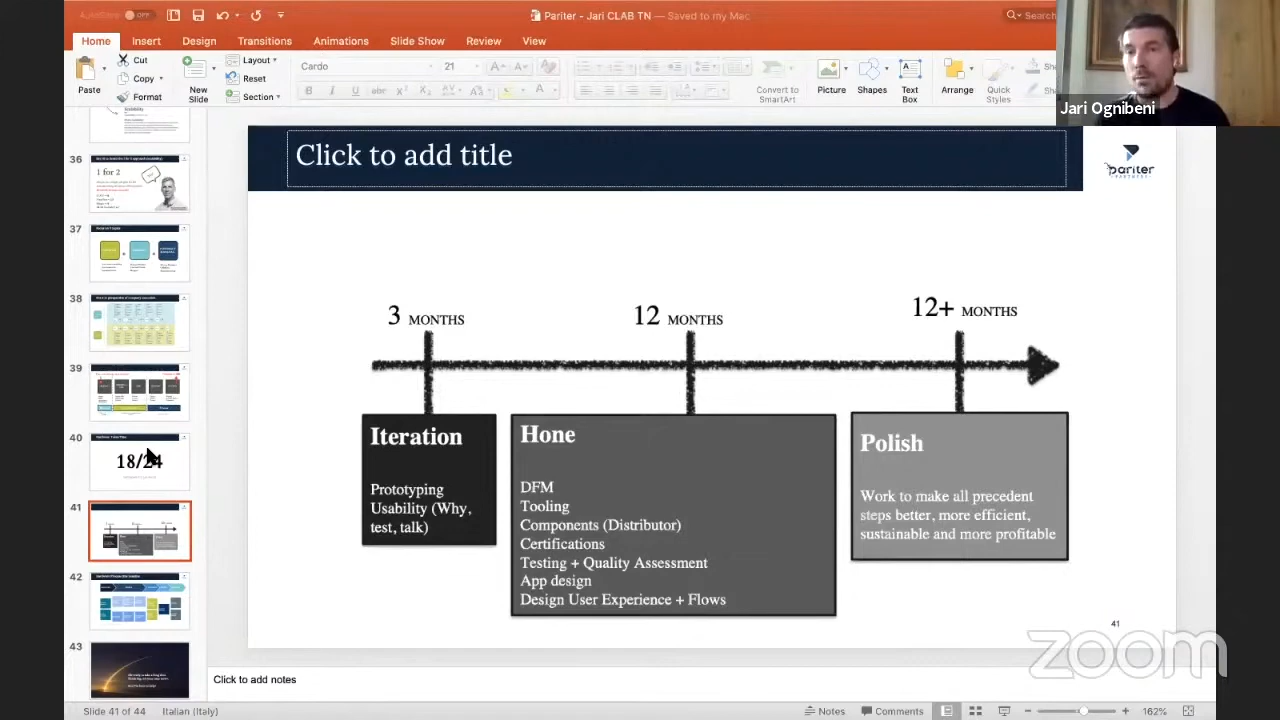 AutoSave OFF
Pariter - Jari CLAB TN — Saved to my Mac
Search
Home Insert Design Transitions Animations Slide Show Review View
Paste
Cut
Copy
Format
New Slide
Layout
Reset
Section
Cardo 21
Convert to SmartArt
Picture
Shapes
Text Box
Arrange
Quick Styles
Jari Ognibeni
36
1 for 2
37
38
39
40
18/24
41
42
43
Click to add title
pariter
PARTNERS
3 MONTHS
12 MONTHS
12+ MONTHS
Iteration
Prototyping
Usability (Why,
test, talk)
Hone
DFM
Tooling
Components (Distributor)
Certifications
Testing + Quality Assessment
App design
Design User Experience + Flows
Polish
Work to make all precedent
steps better, more efficient,
sustainable and more profitable
41
zoom
Click to add notes
Slide 41 of 44 Italian (Italy)
Notes Comments 162%